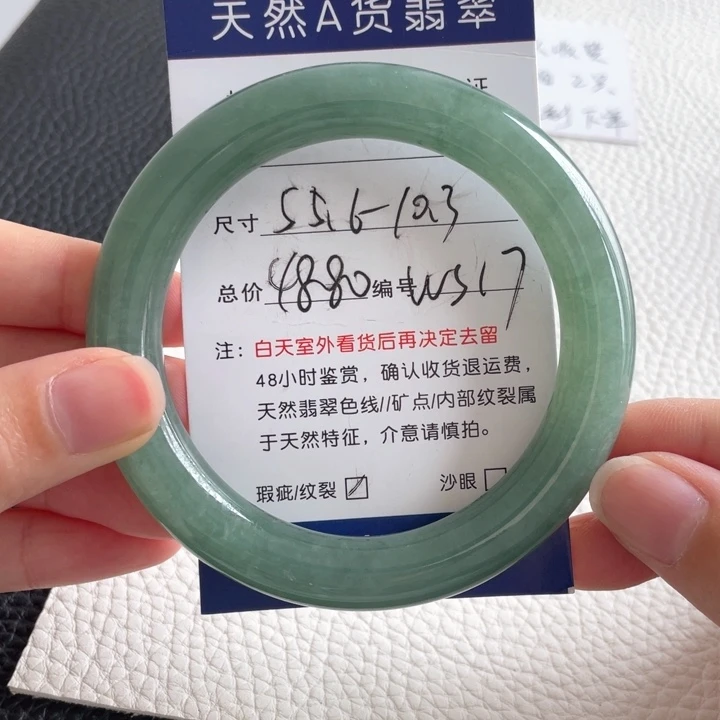 天然A货翡翠
证
尺寸 55.6-10.3
总价 4880 编号 W517
注：白天室外看货后再决定去留
48小时鉴赏，确认收货退运费，
天然翡翠色线//矿点/内部纹裂属
于天然特征，介意请慎拍。
瑕疵/纹裂 沙眼